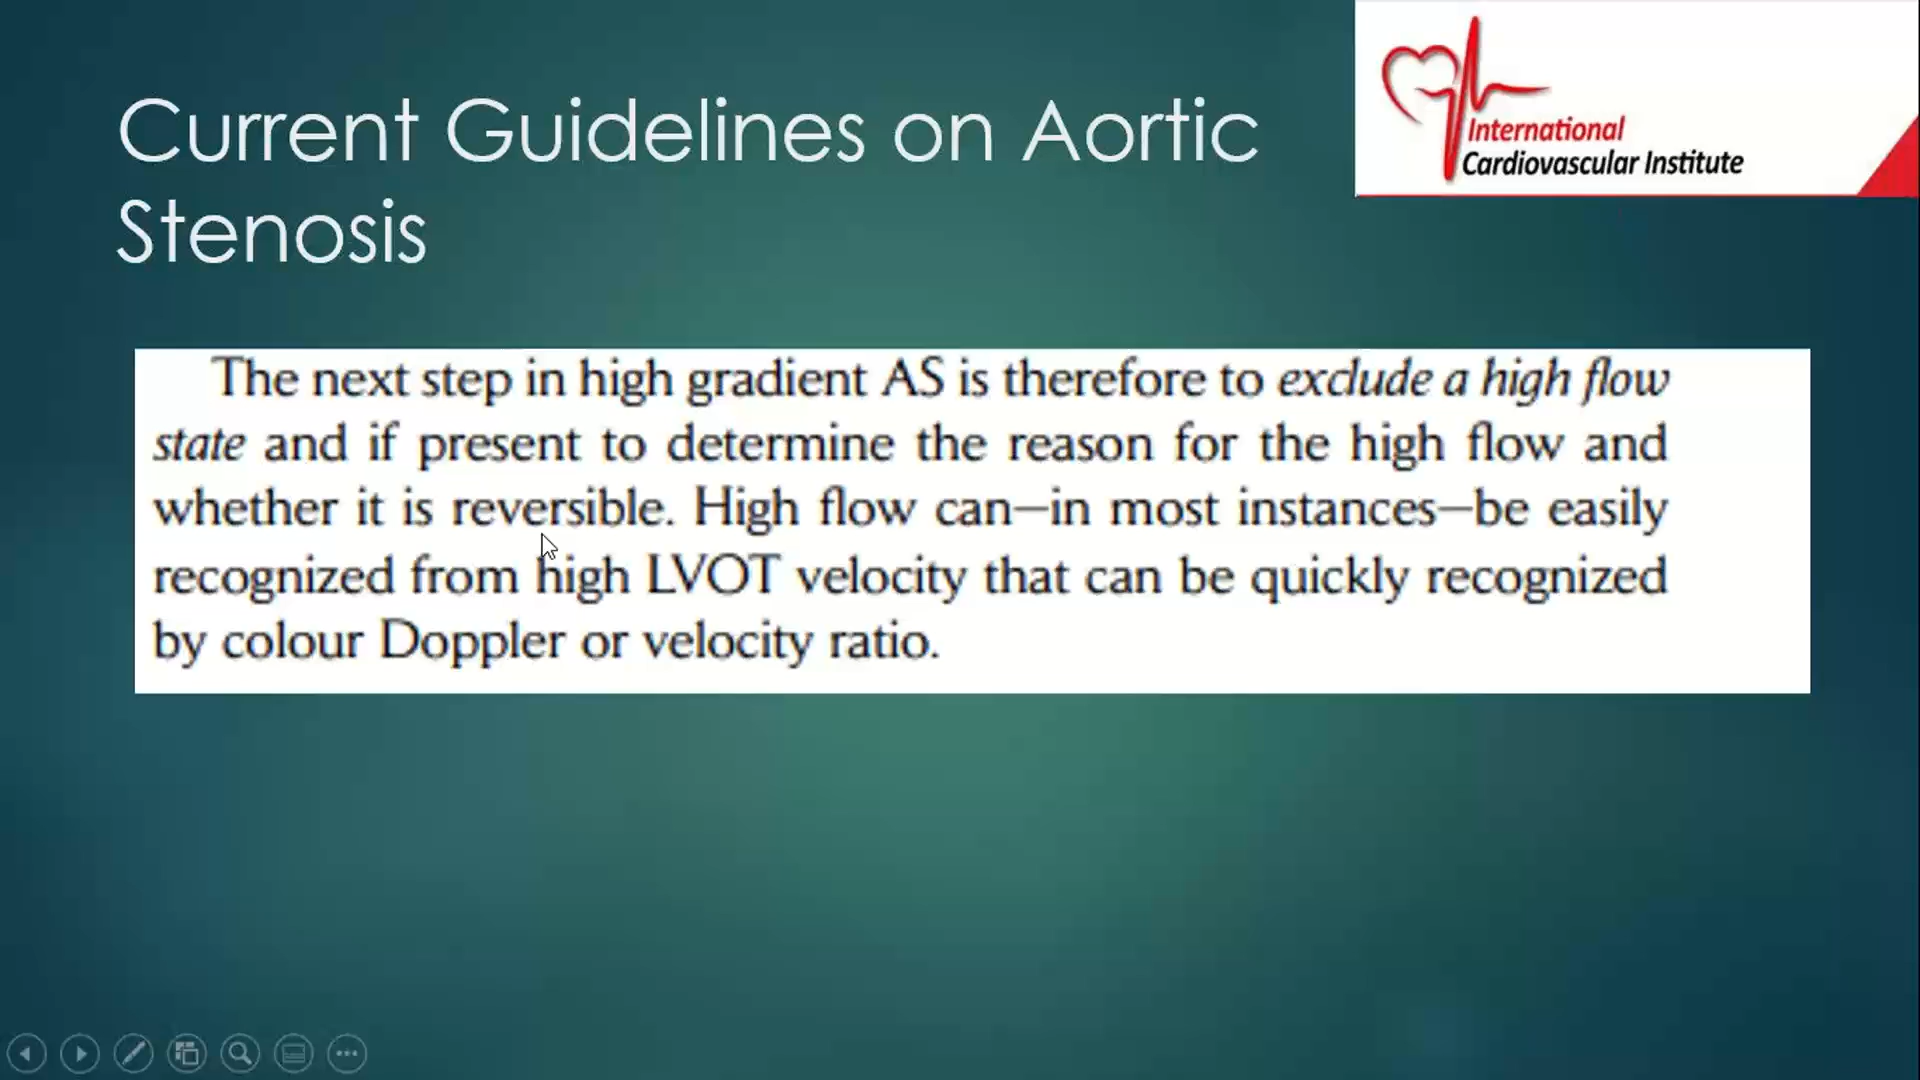 Current Guidelines on Aortic
Stenosis
International
Cardiovascular Institute
The next step in high gradient AS is therefore to exclude a high flow
state and if present to determine the reason for the high flow and
whether it is reversible. High flow can—in most instances—be easily
recognized from high LVOT velocity that can be quickly recognized
by colour Doppler or velocity ratio.